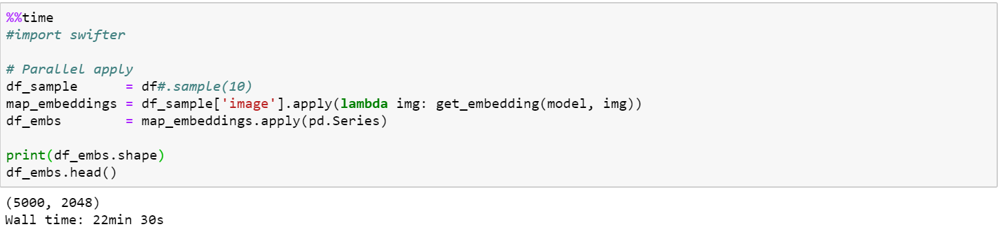 %%time
#import swifter
# Parallel apply
df_sample      = df#.sample(10)
map_embeddings = df_sample['image'].apply(lambda img: get_embedding(model, img))
df_embs        = map_embeddings.apply(pd.Series)
print(df_embs.shape)
df_embs.head()
(5000, 2048)
Wall time: 22min 30s